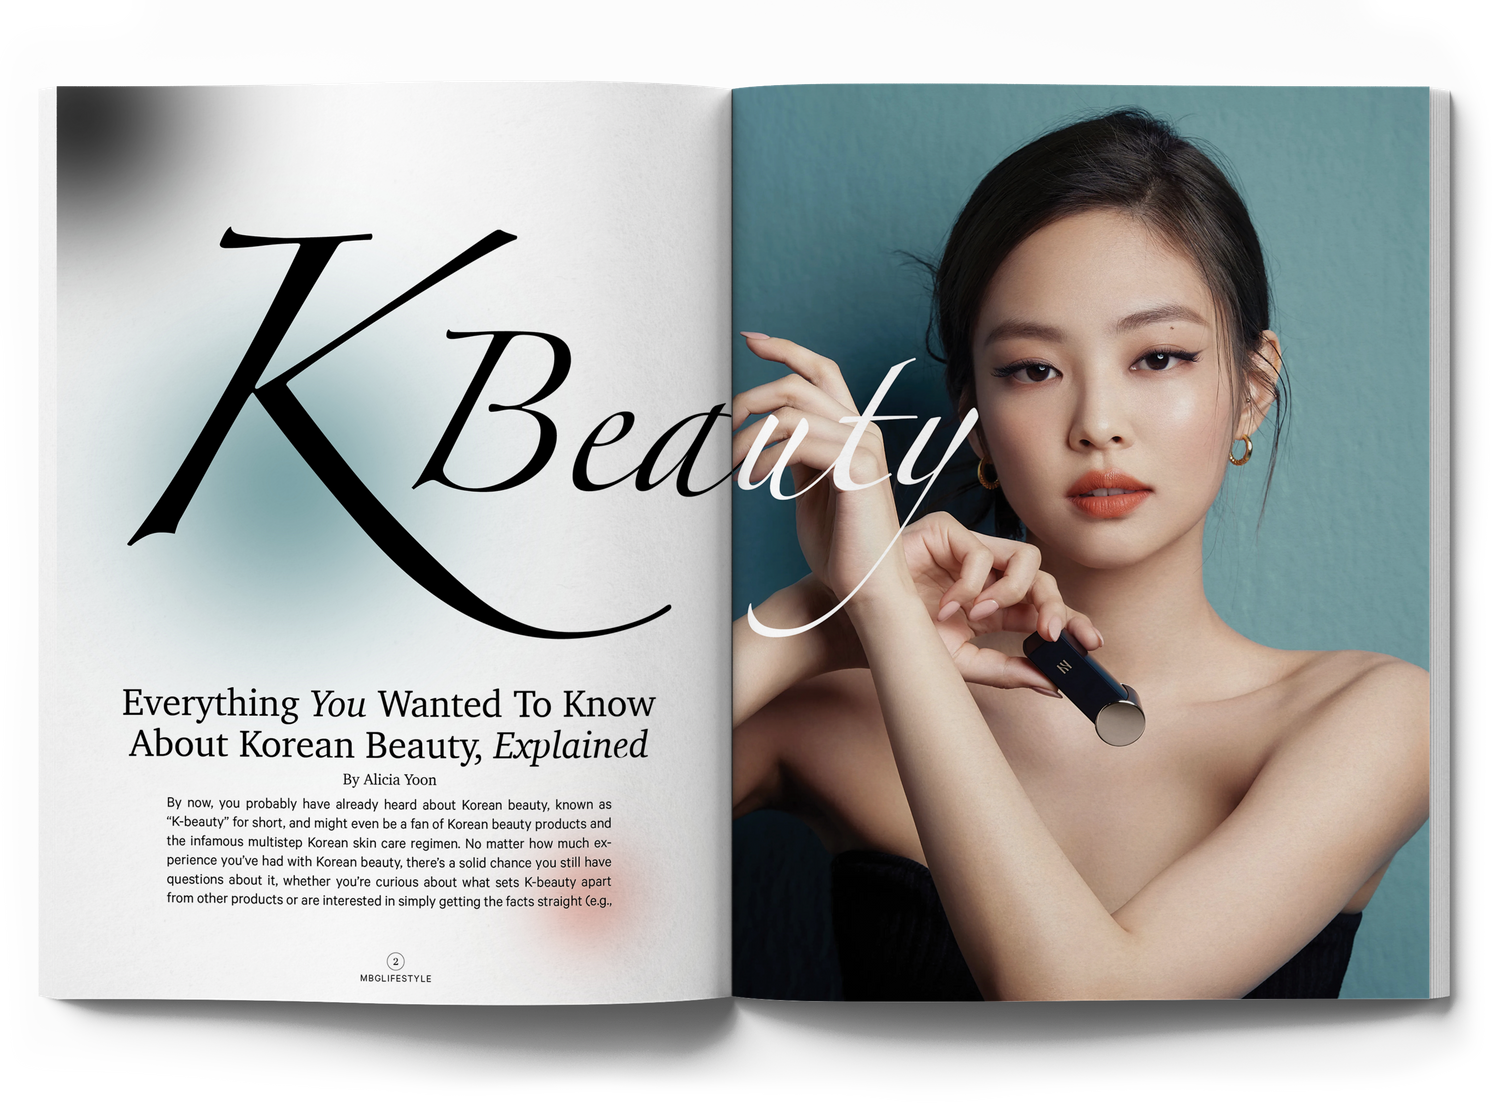 K Beauty
Everything You Wanted To Know
About Korean Beauty, Explained
By Alicia Yoon
By now, you probably have already heard about Korean beauty, known as
“K-beauty” for short, and might even be a fan of Korean beauty products and
the infamous multistep Korean skin care regimen. No matter how much ex-
perience you’ve had with Korean beauty, there’s a solid chance you still have
questions about it, whether you’re curious about what sets K-beauty apart
from other products or are interested in simply getting the facts straight (e.g.,
2
MBGLIFESTYLE